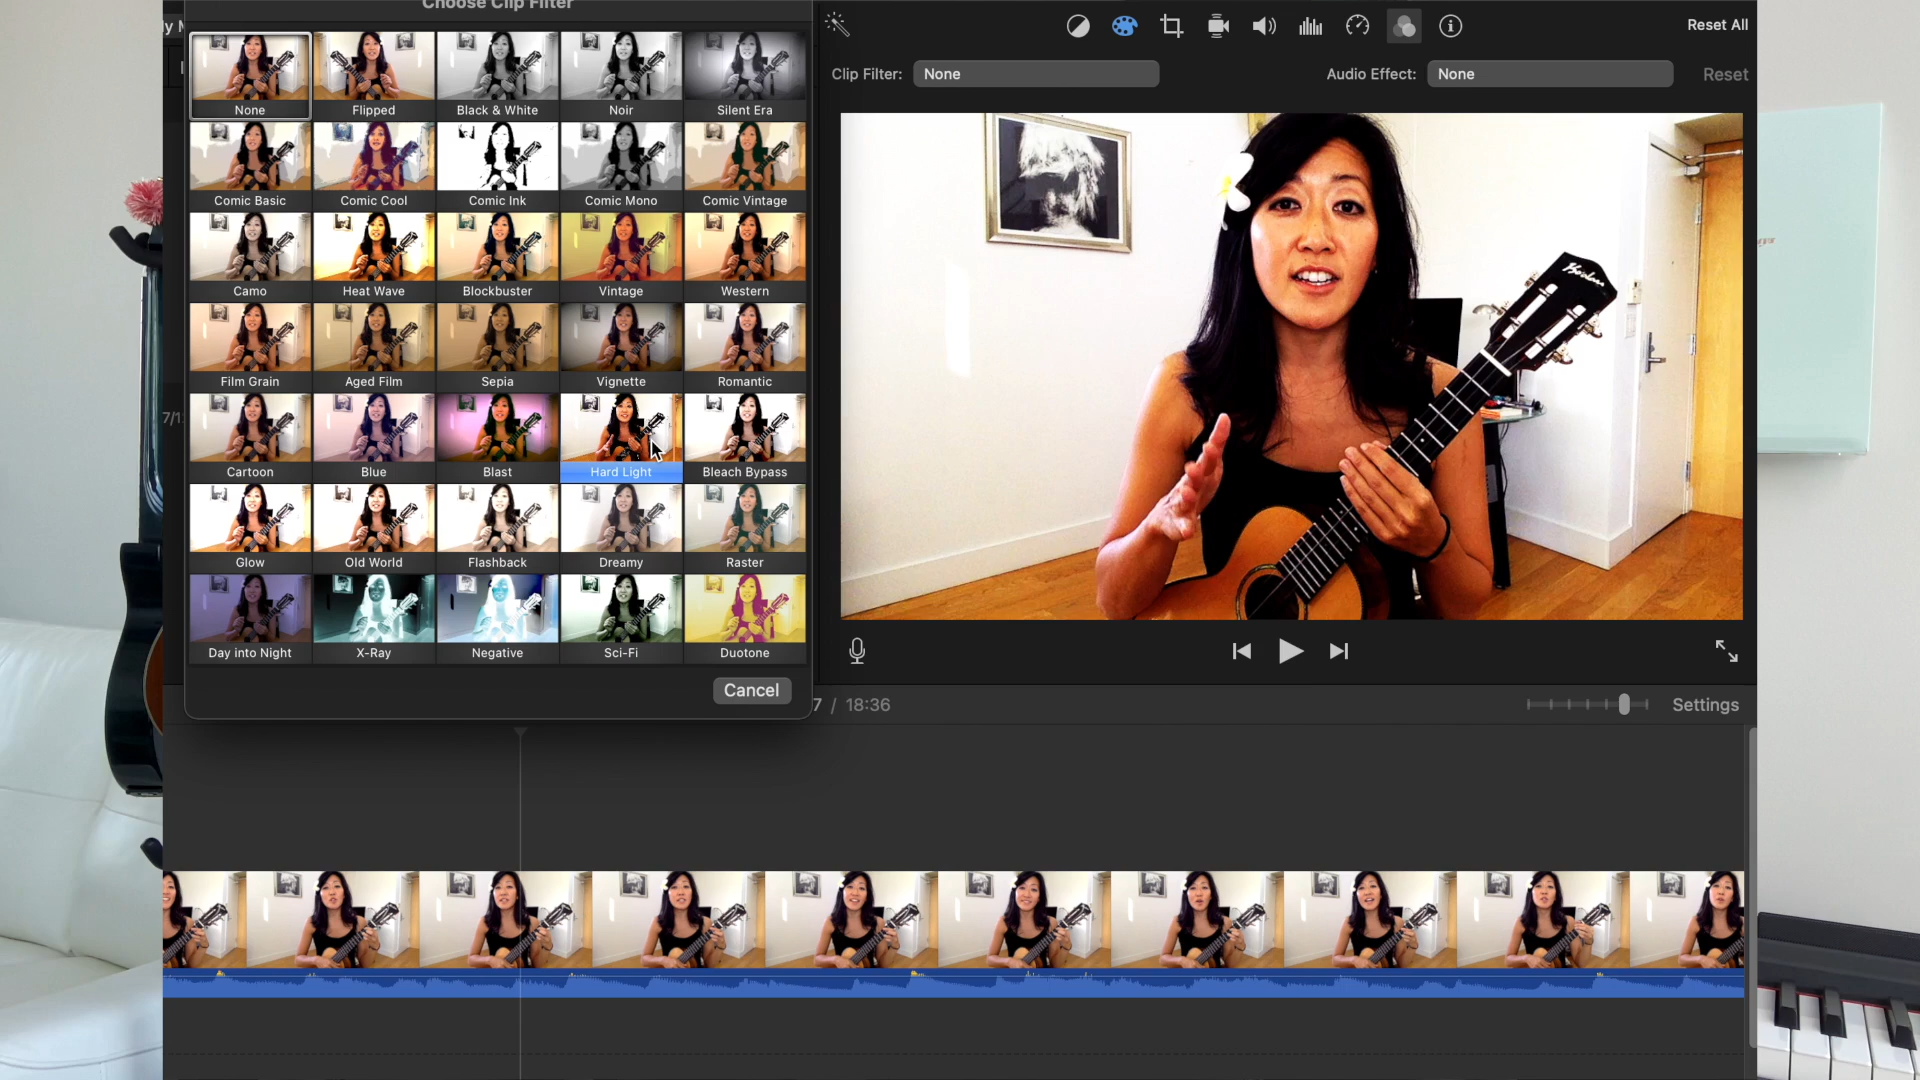 Choose Clip Filter
None
Flipped
Black & White
Noir
Silent Era
Comic Basic
Comic Cool
Comic Ink
Comic Mono
Comic Vintage
Camo
Heat Wave
Blockbuster
Vintage
Western
Film Grain
Aged Film
Sepia
Vignette
Romantic
Cartoon
Blue
Blast
Hard Light
Bleach Bypass
Glow
Old World
Flashback
Dreamy
Raster
Day into Night
X-Ray
Negative
Sci-Fi
Duotone
Cancel
Reset All
Clip Filter: None
Audio Effect: None
Reset
7 / 18:36
Settings